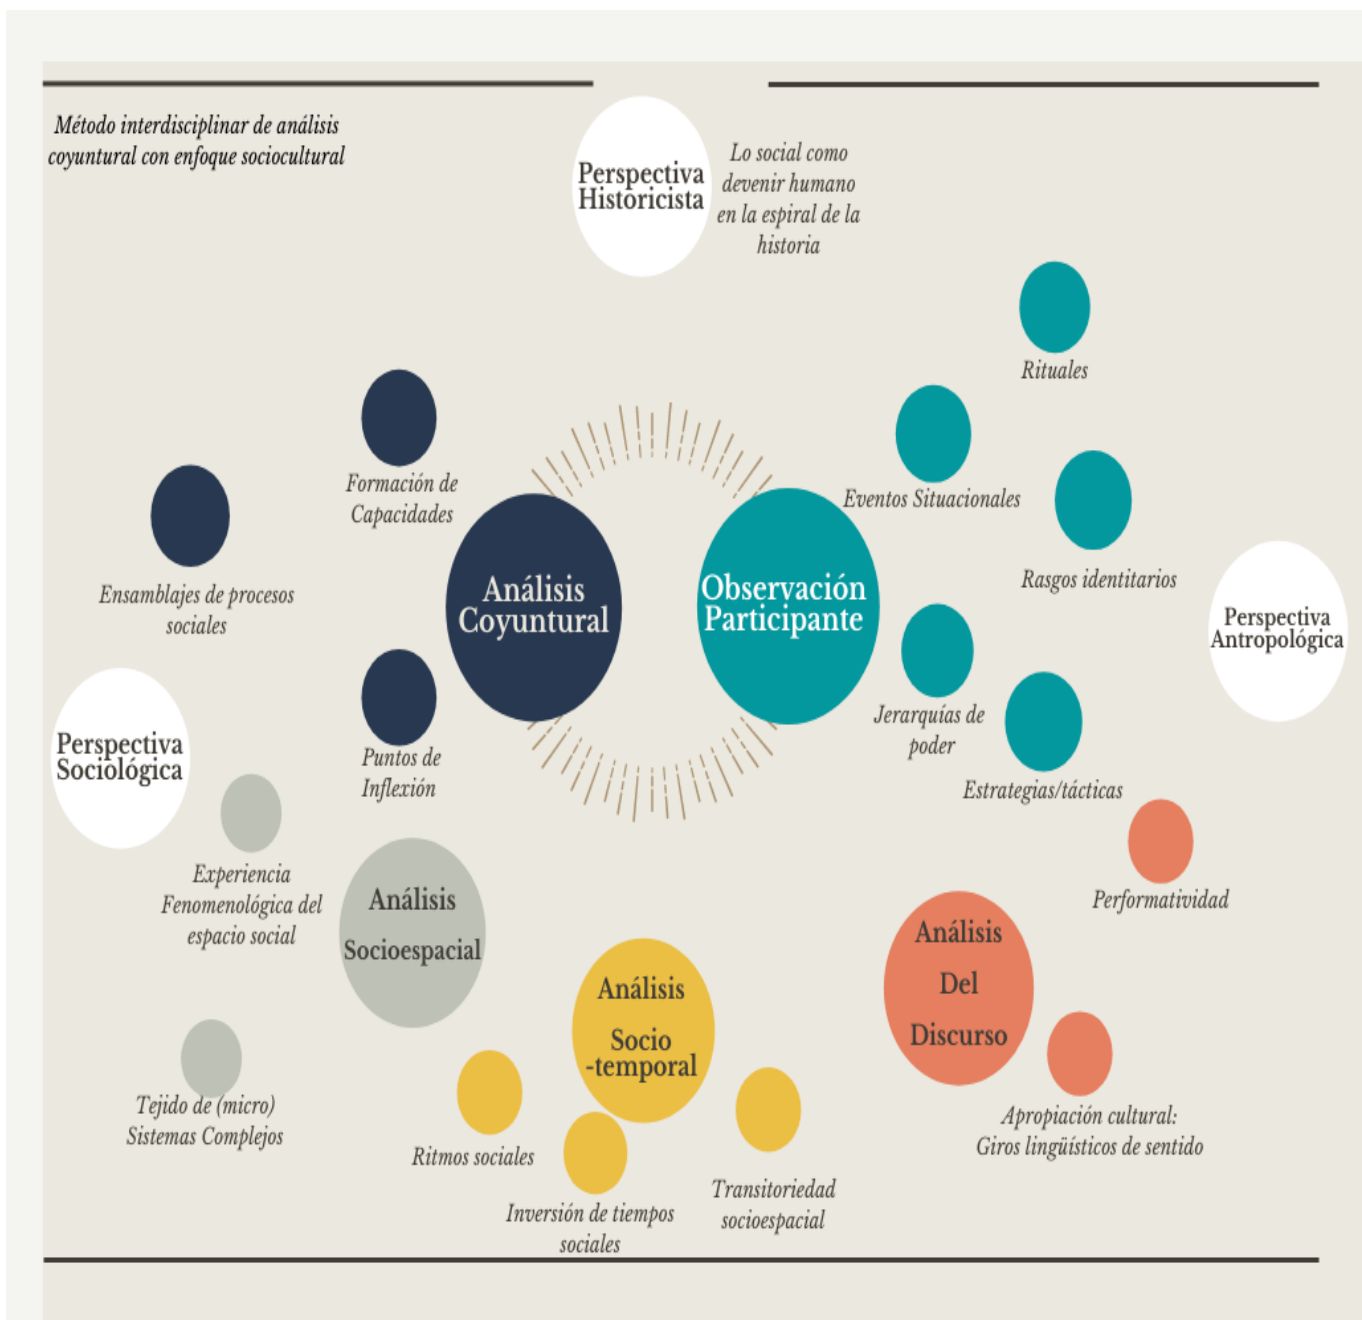 Método interdisciplinar de análisis
coyuntural con enfoque sociocultural
Perspectiva
Historicista
Lo social como
devenir humano
en la espiral de la
historia
Rituales
Formación de
Capacidades
Eventos Situacionales
Ensamblajes de procesos
sociales
Análisis
Coyuntural
Observación
Participante
Rasgos identitarios
Perspectiva
Antropológica
Perspectiva
Sociológica
Puntos de
Inflexión
Jerarquías de
poder
Estrategias/tácticas
Experiencia
Fenomenológica del
espacio social
Análisis
Socioespacial
Performatividad
Análisis
Socio
-temporal
Análisis
Del
Discurso
Tejido de (micro)
Sistemas Complejos
Ritmos sociales
Inversión de tiempos
sociales
Transitoriedad
socioespacial
Apropiación cultural:
Giros lingüísticos de sentido